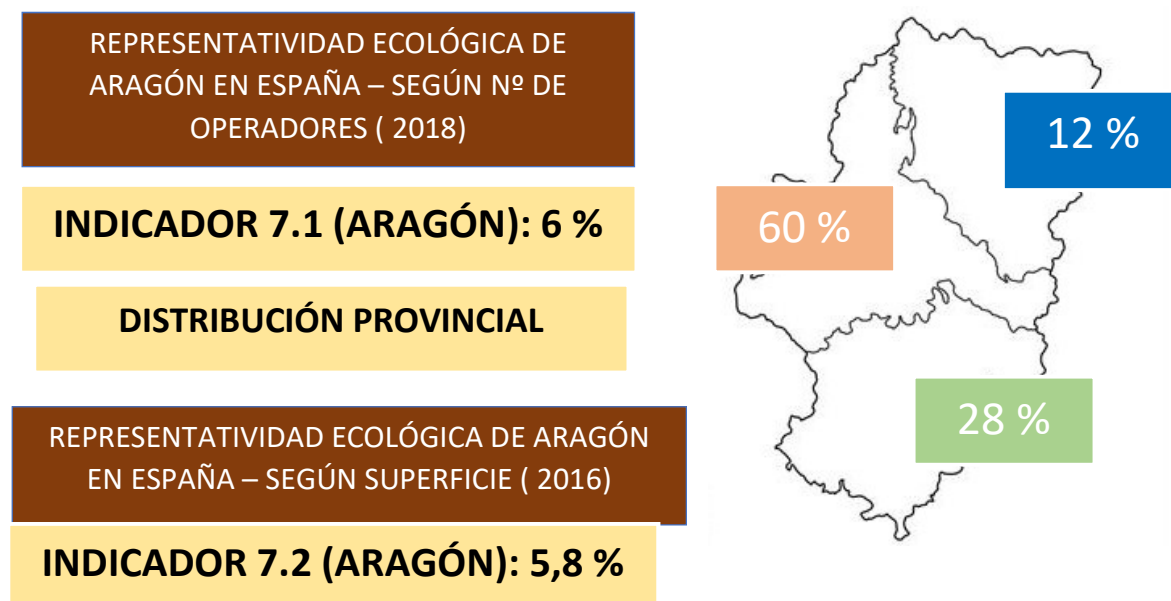 REPRESENTATIVIDAD ECOLÓGICA DE
ARAGÓN EN ESPAÑA – SEGÚN Nº DE
OPERADORES ( 2018)
INDICADOR 7.1 (ARAGÓN): 6 %
DISTRIBUCIÓN PROVINCIAL
REPRESENTATIVIDAD ECOLÓGICA DE ARAGÓN
EN ESPAÑA – SEGÚN SUPERFICIE ( 2016)
INDICADOR 7.2 (ARAGÓN): 5,8 %
12 %
60 %
28 %